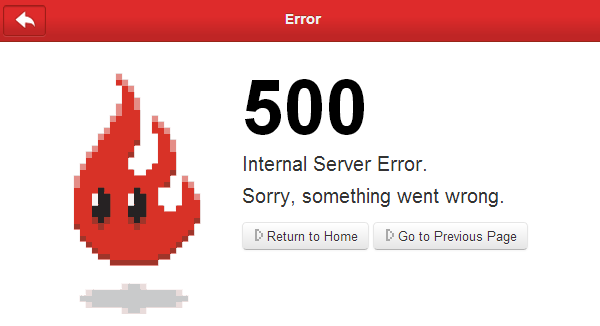 Error
500
Internal Server Error.
Sorry, something went wrong.
Return to Home Go to Previous Page